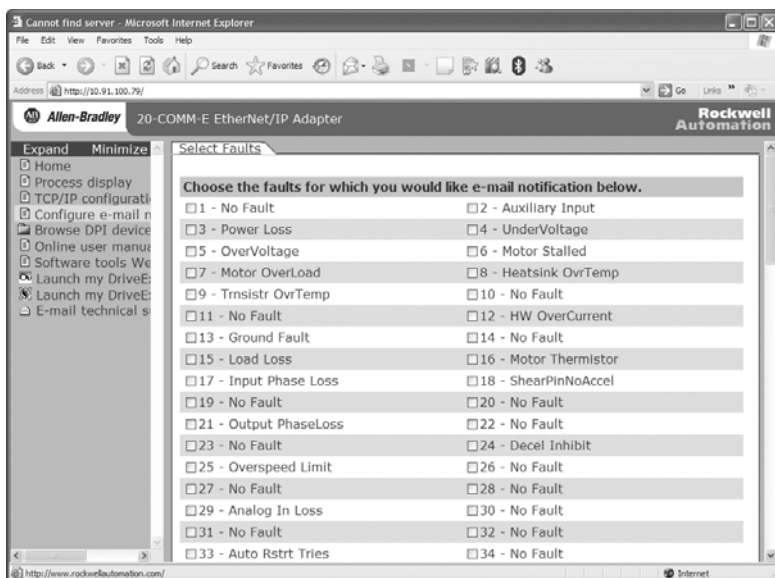 Cannot find server - Microsoft Internet Explorer
File Edit View Favorites Tools Help
Back Search Favorites
Address http://10.91.100.79/ Go Links »
AB Allen-Bradley 20-COMM-E EtherNet/IP Adapter Rockwell Automation
Expand Minimize
Home
Process display
TCP/IP configurati
Configure e-mail n
Browse DPI device
Online user manua
Software tools We
Launch my DriveE
Launch my DriveE
E-mail technical s
Select Faults
Choose the faults for which you would like e-mail notification below.
1 - No Fault 2 - Auxiliary Input
3 - Power Loss 4 - UnderVoltage
5 - OverVoltage 6 - Motor Stalled
7 - Motor OverLoad 8 - Heatsink OvrTemp
9 - Trnsistr OvrTemp 10 - No Fault
11 - No Fault 12 - HW OverCurrent
13 - Ground Fault 14 - No Fault
15 - Load Loss 16 - Motor Thermistor
17 - Input Phase Loss 18 - ShearPinNoAccel
19 - No Fault 20 - No Fault
21 - Output PhaseLoss 22 - No Fault
23 - No Fault 24 - Decel Inhibit
25 - Overspeed Limit 26 - No Fault
27 - No Fault 28 - No Fault
29 - Analog In Loss 30 - No Fault
31 - No Fault 32 - No Fault
33 - Auto Rstrt Tries 34 - No Fault
http://www.rockwellautomation.com/ Internet